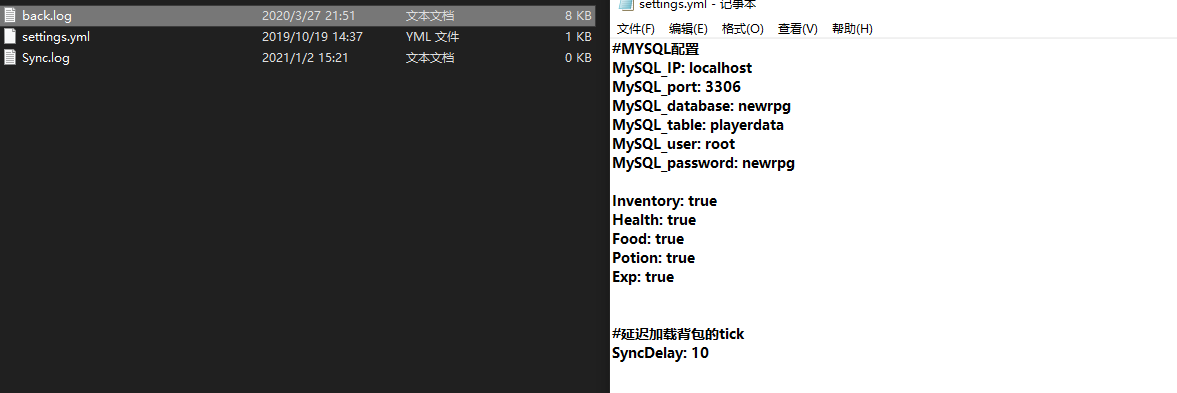 back.log 2020/3/27 21:51 文本文档 8 KB
settings.yml 2019/10/19 14:37 YML 文件 1 KB
Sync.log 2021/1/2 15:21 文本文档 0 KB
settings.yml - 记事本
文件(F) 编辑(E) 格式(O) 查看(V) 帮助(H)
#MYSQL配置
MySQL_IP: localhost
MySQL_port: 3306
MySQL_database: newrpg
MySQL_table: playerdata
MySQL_user: root
MySQL_password: newrpg
Inventory: true
Health: true
Food: true
Potion: true
Exp: true
#延迟加载背包的tick
SyncDelay: 10